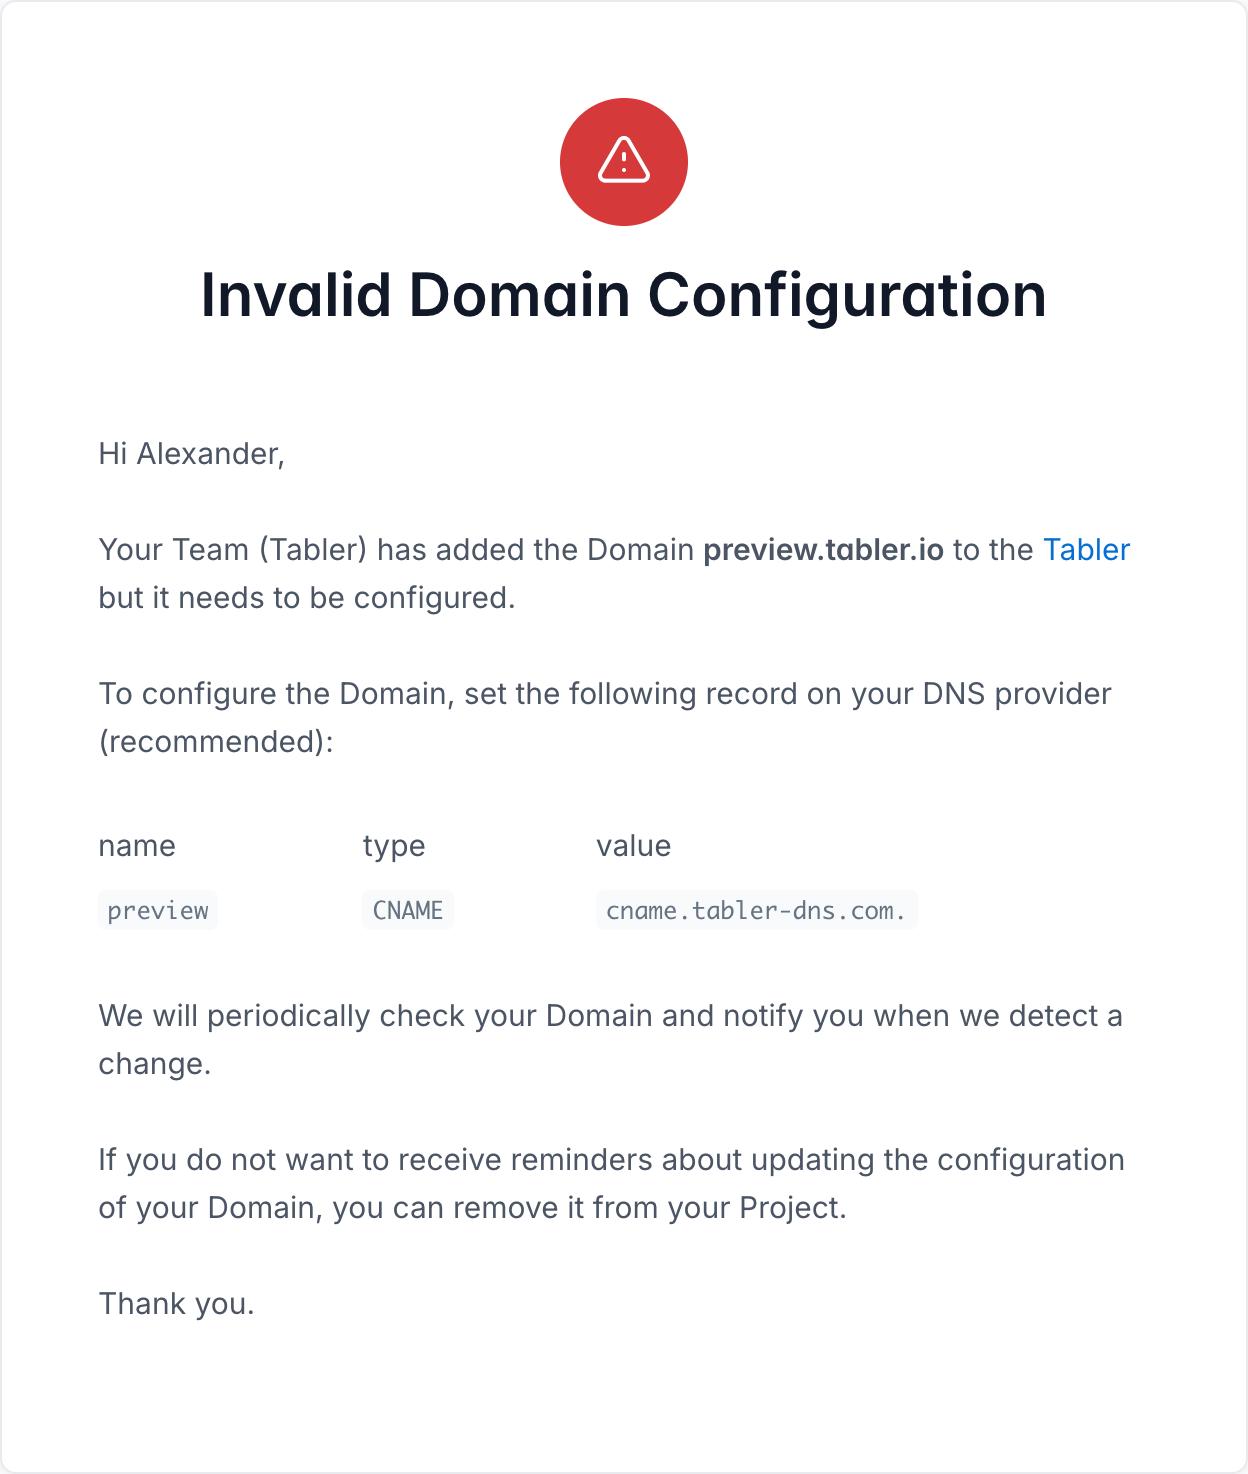 Invalid Domain Configuration
Hi Alexander,
Your Team (Tabler) has added the Domain preview.tabler.io to the Tabler
but it needs to be configured.
To configure the Domain, set the following record on your DNS provider
(recommended):
name type value
preview CNAME cname.tabler-dns.com.
We will periodically check your Domain and notify you when we detect a
change.
If you do not want to receive reminders about updating the configuration
of your Domain, you can remove it from your Project.
Thank you.